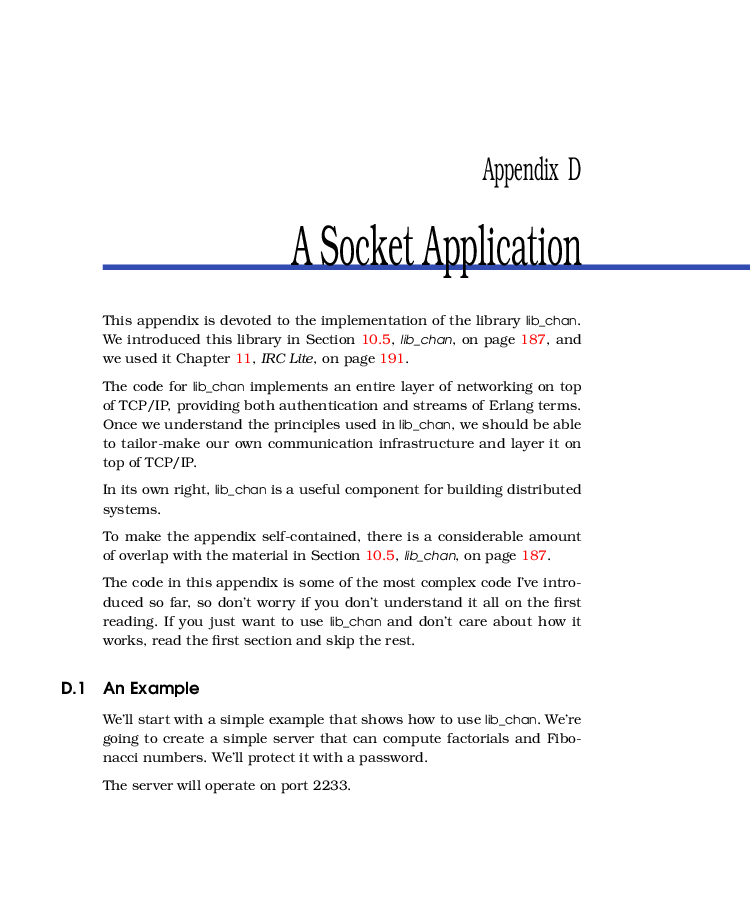 Appendix D
A Socket Application
This appendix is devoted to the implementation of the library lib_chan.
We introduced this library in Section 10.5, lib_chan, on page 187, and
we used it Chapter 11, IRC Lite, on page 191.
The code for lib_chan implements an entire layer of networking on top
of TCP/IP, providing both authentication and streams of Erlang terms.
Once we understand the principles used in lib_chan, we should be able
to tailor-make our own communication infrastructure and layer it on
top of TCP/IP.
In its own right, lib_chan is a useful component for building distributed
systems.
To make the appendix self-contained, there is a considerable amount
of overlap with the material in Section 10.5, lib_chan, on page 187.
The code in this appendix is some of the most complex code I've intro-
duced so far, so don't worry if you don't understand it all on the first
reading. If you just want to use lib_chan and don't care about how it
works, read the first section and skip the rest.
D.1 An Example
We'll start with a simple example that shows how to use lib_chan. We're
going to create a simple server that can compute factorials and Fibo-
nacci numbers. We'll protect it with a password.
The server will operate on port 2233.